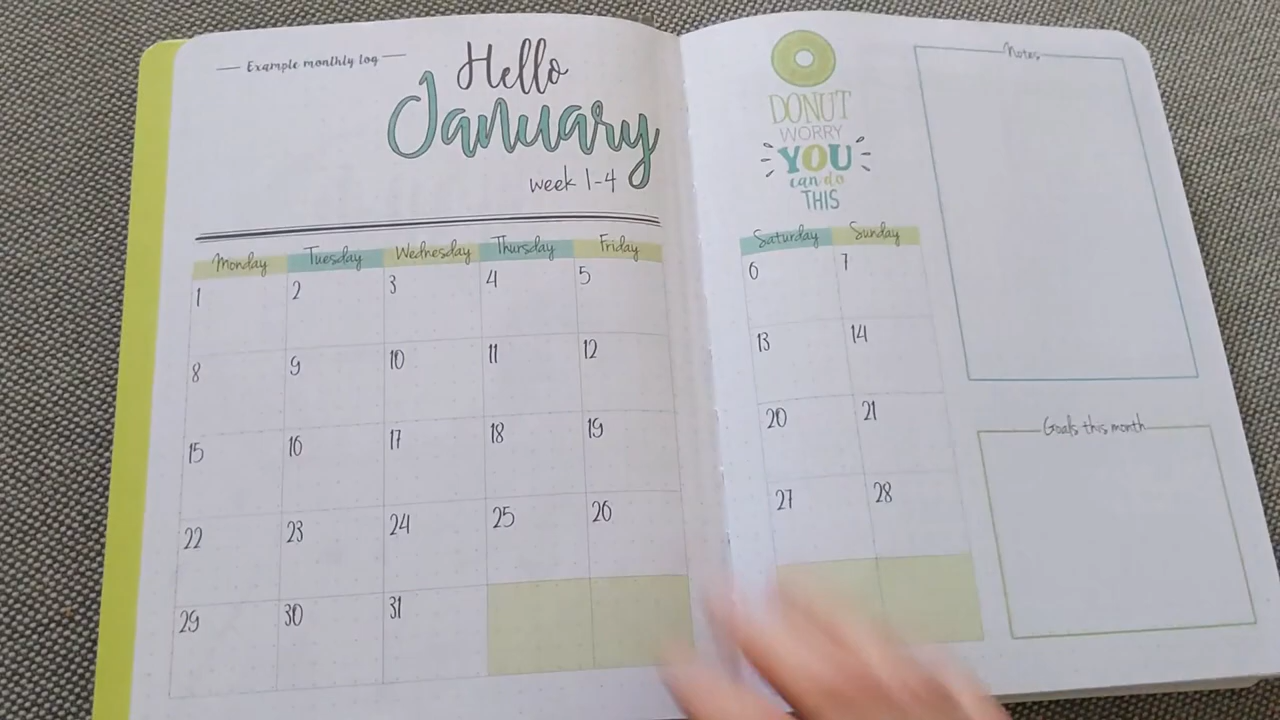 Example monthly log
Hello
January
week 1-4
Monday Tuesday Wednesday Thursday Friday
1 2 3 4 5
8 9 10 11 12
15 16 17 18 19
22 23 24 25 26
29 30 31
DONUT
WORRY
YOU
can do
THIS
Saturday Sunday
6 7
13 14
20 21
27 28
Notes
Goals this month